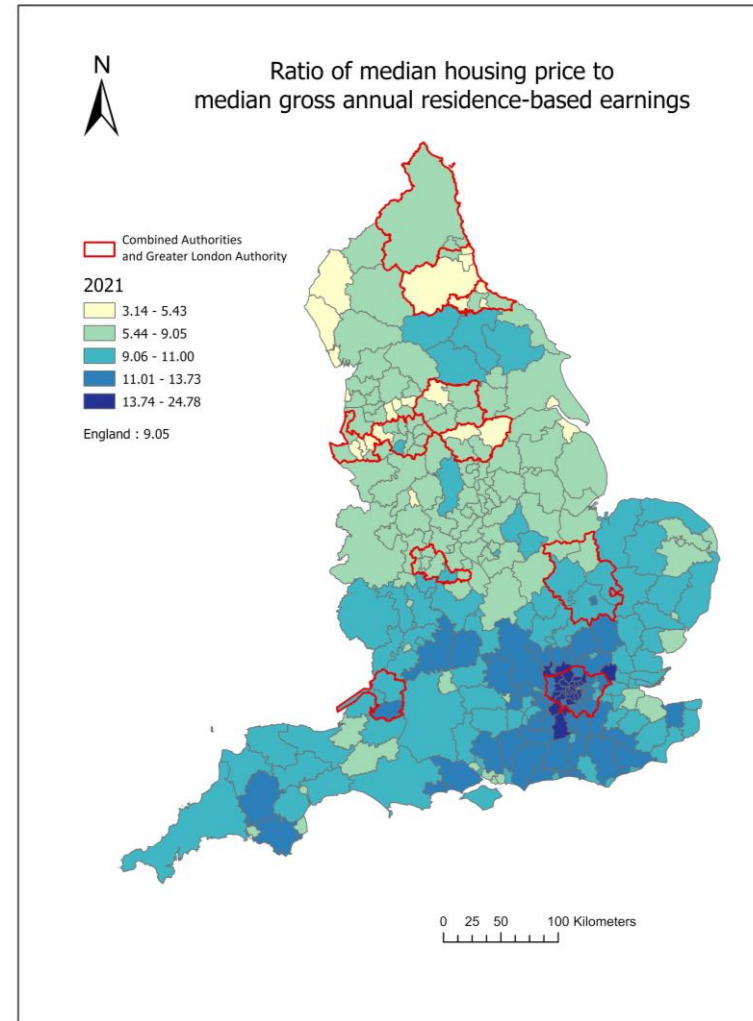 N
Ratio of median housing price to
median gross annual residence-based earnings
Combined Authorities
and Greater London Authority
2021
3.14 - 5.43
5.44 - 9.05
9.06 - 11.00
11.01 - 13.73
13.74 - 24.78
England : 9.05
0 25 50 100 Kilometers